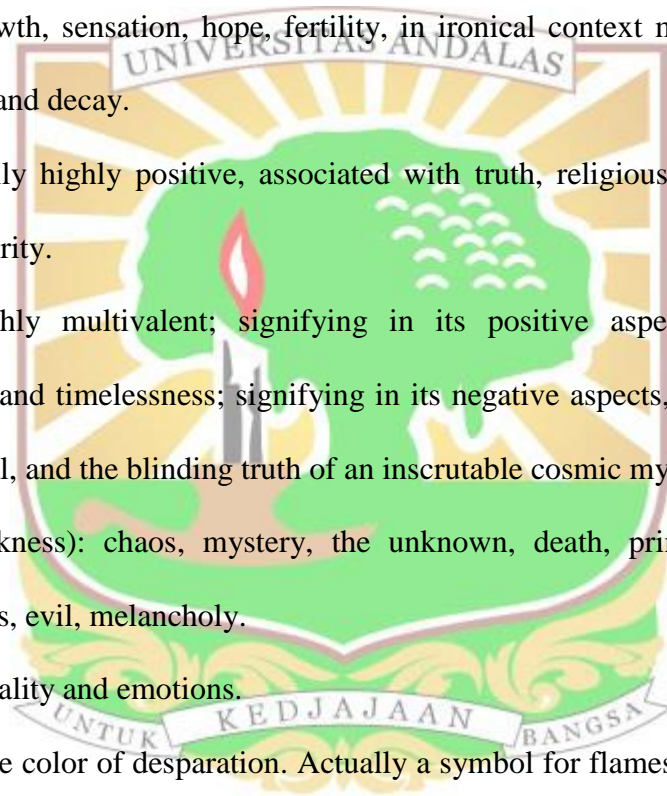 wth, sensation, hope, fertility, in ironical context
UNIVERSITAS ANDALAS
and decay.
ly highly positive, associated with truth, religious
rity.
hly multivalent; signifying in its positive
and timelessness; signifying in its negative aspects,
l, and the blinding truth of an inscrutable cosmic
kness): chaos, mystery, the unknown, death,
s, evil, melancholy.
ality and emotions.
UNTUK KEDJAJAAN BANGSA
e color of desparation. Actually a symbol for flames